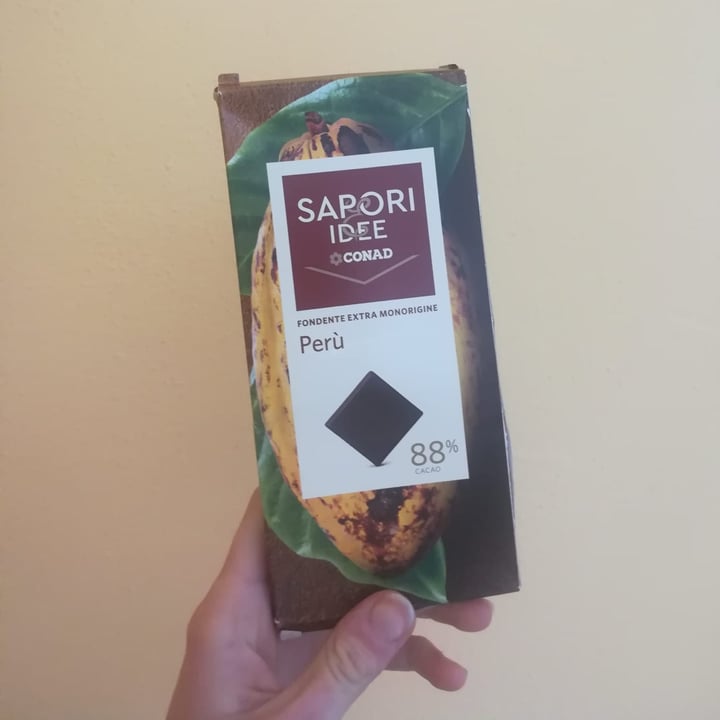 SAPORI
&
IDEE
CONAD
FONDENTE EXTRA MONORIGINE
Perù
88%
CACAO